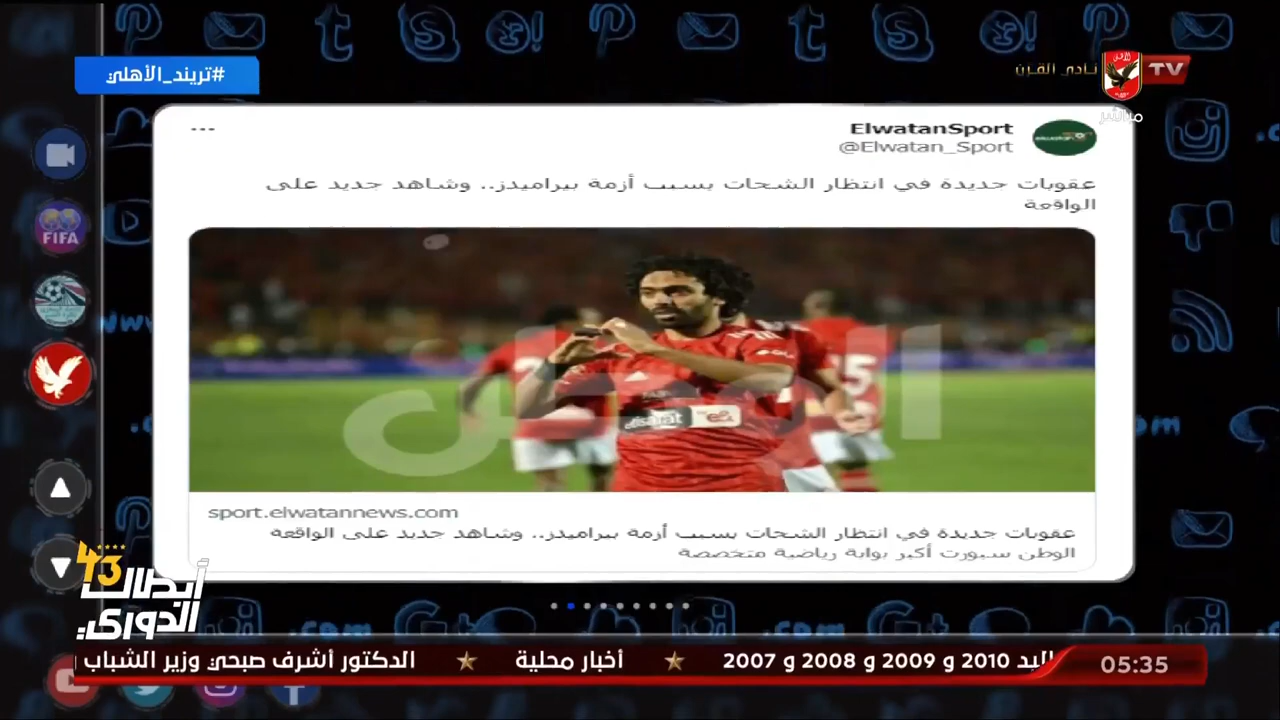 #تريند_الأهلي
نادي القرن
TV
مباشر
ElwatanSport
@Elwatan_Sport
عقوبات جديدة في انتظار الشحات بسبب أزمة بيراميدز.. وشاهد جديد على
الواقعة
FIFA
الوطن
etisalat
sport.elwatannews.com
عقوبات جديدة في انتظار الشحات بسبب أزمة بيراميدز.. وشاهد جديد على الواقعة
الوطن سبورت أكبر بوابة رياضية متخصصة
43
أبطال
الدوري
2010 و 2009 و 2008 و 2007 ★ أخبار محلية ★ الدكتور أشرف صبحي وزير الشباب
05:35